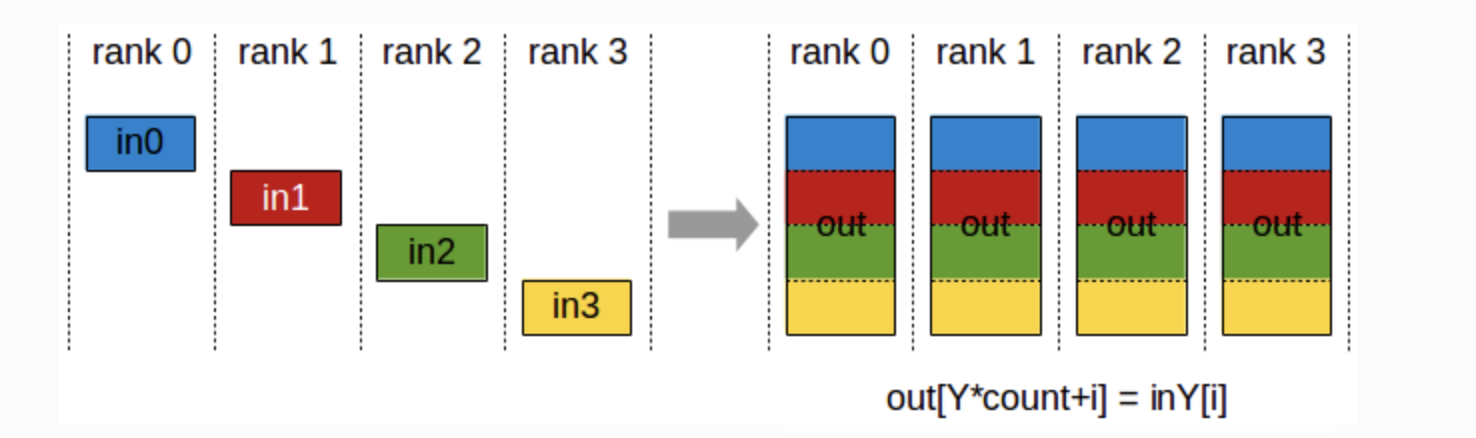 rank 0 rank 1 rank 2 rank 3 rank 0 rank 1 rank 2 rank 3
in0
in1
in2
in3
out out out out
out[Y*count+i] = inY[i]